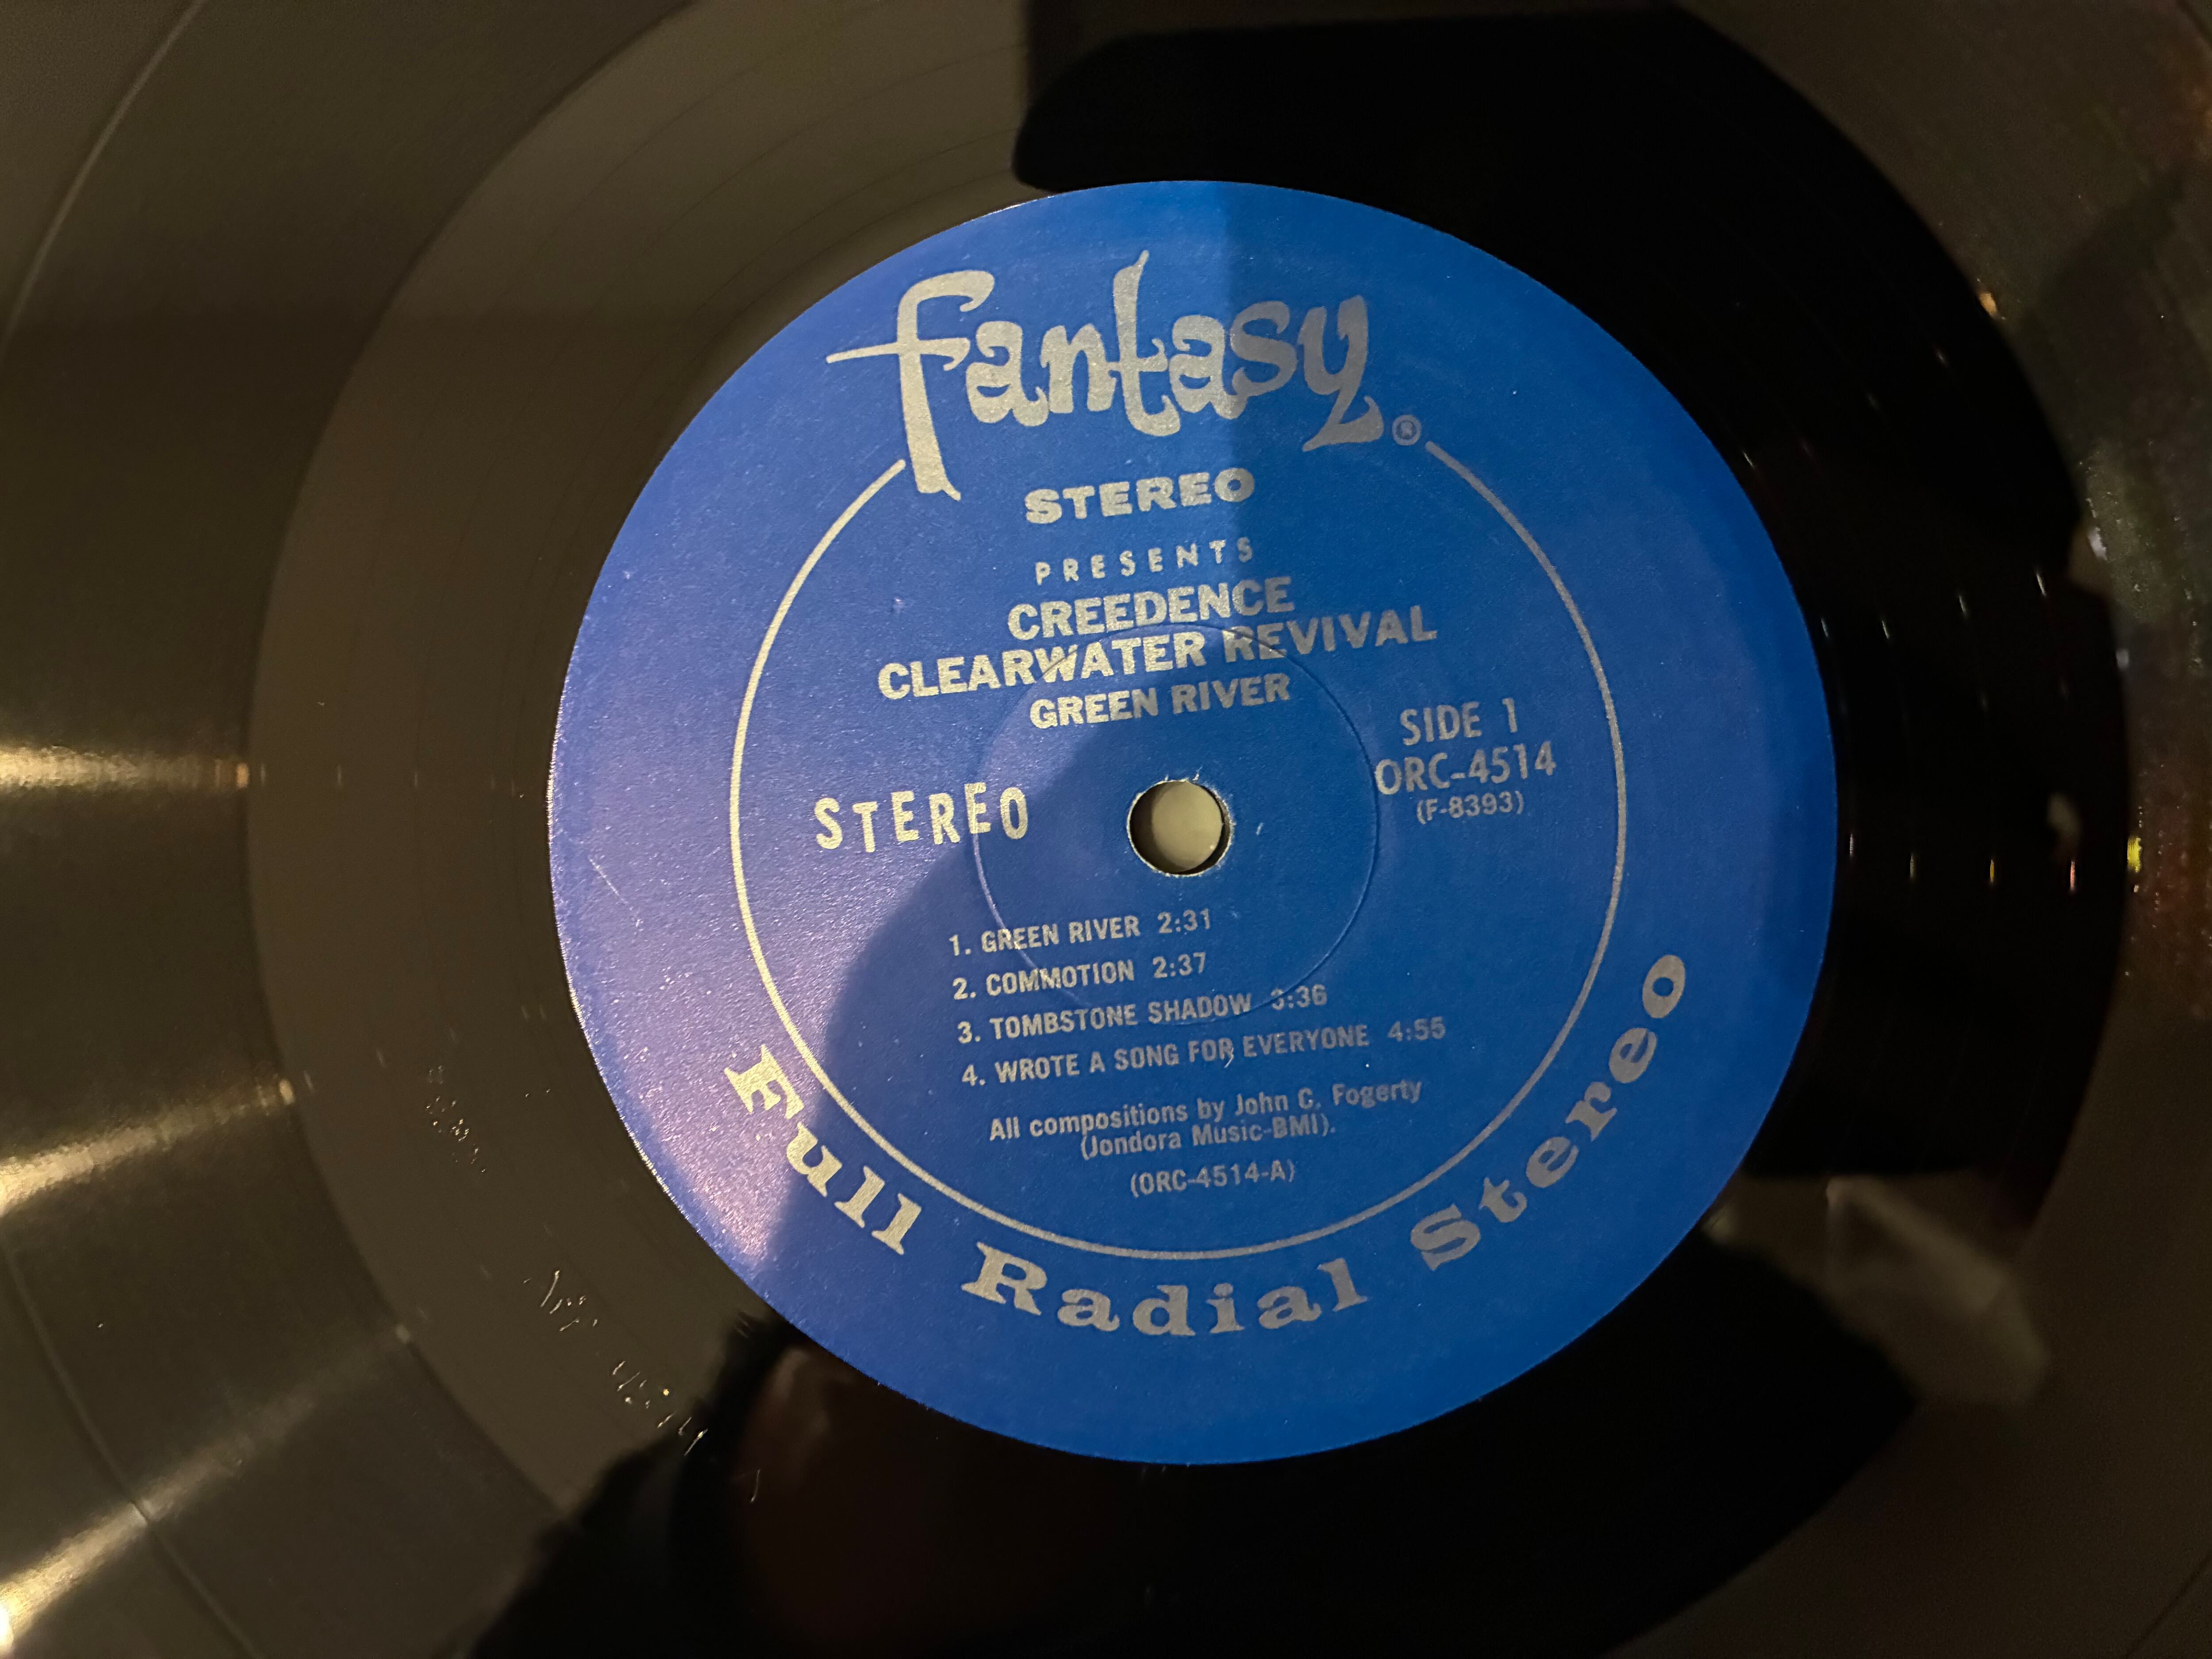 fantasy®
STEREO
PRESENTS
CREEDENCE
CLEARWATER REVIVAL
GREEN RIVER
SIDE 1
ORC-4514
(F-8393)
STEREO
1. GREEN RIVER 2:31
2. COMMOTION 2:37
3. TOMBSTONE SHADOW 3:36
4. WROTE A SONG FOR EVERYONE 4:55
All compositions by John C. Fogerty
(Jondora Music-BMI).
(ORC-4514-A)
Full Radial Stereo